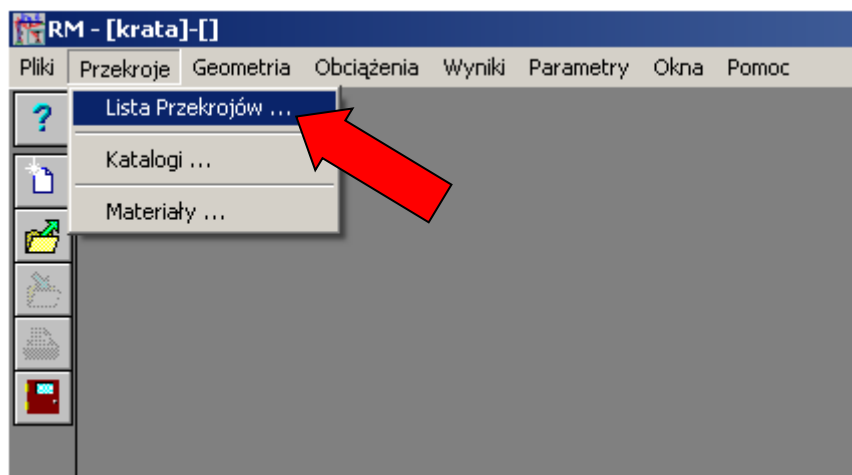 RM - [krata]-[]
Pliki Przekroje Geometria Obciążenia Wyniki Parametry Okna Pomoc
Lista Przekrojów ...
Katalogi ...
Materiały ...
?